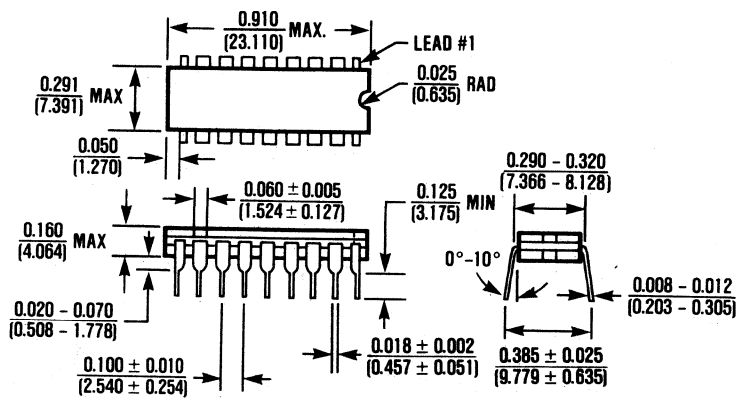 0.910
(23.110)
MAX.
LEAD #1
0.291
(7.391)
MAX
0.025
(0.635)
RAD
0.050
(1.270)
0.290 – 0.320
(7.366 – 8.128)
0.060 ± 0.005
(1.524 ± 0.127)
0.125
(3.175)
MIN
0.160
(4.064)
MAX
0°–10°
0.008 – 0.012
(0.203 – 0.305)
0.020 – 0.070
(0.508 – 1.778)
0.100 ± 0.010
(2.540 ± 0.254)
0.018 ± 0.002
(0.457 ± 0.051)
0.385 ± 0.025
(9.779 ± 0.635)